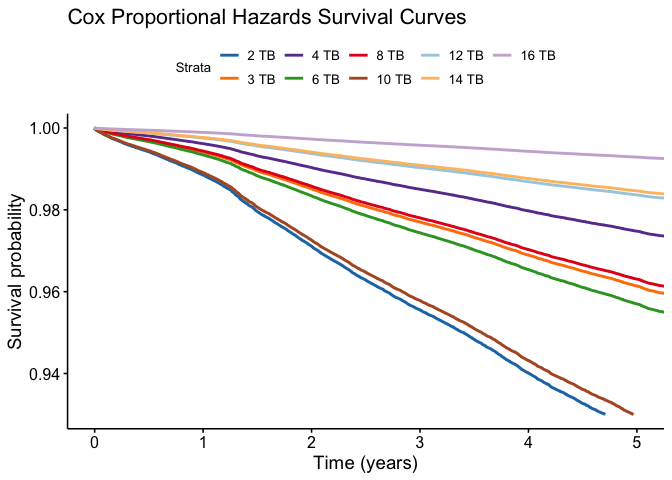 Cox Proportional Hazards Survival Curves
Strata
2 TB 4 TB 8 TB 12 TB 16 TB
3 TB 6 TB 10 TB 14 TB
1.00
0.98
0.96
0.94
Survival probability
0 1 2 3 4 5
Time (years)